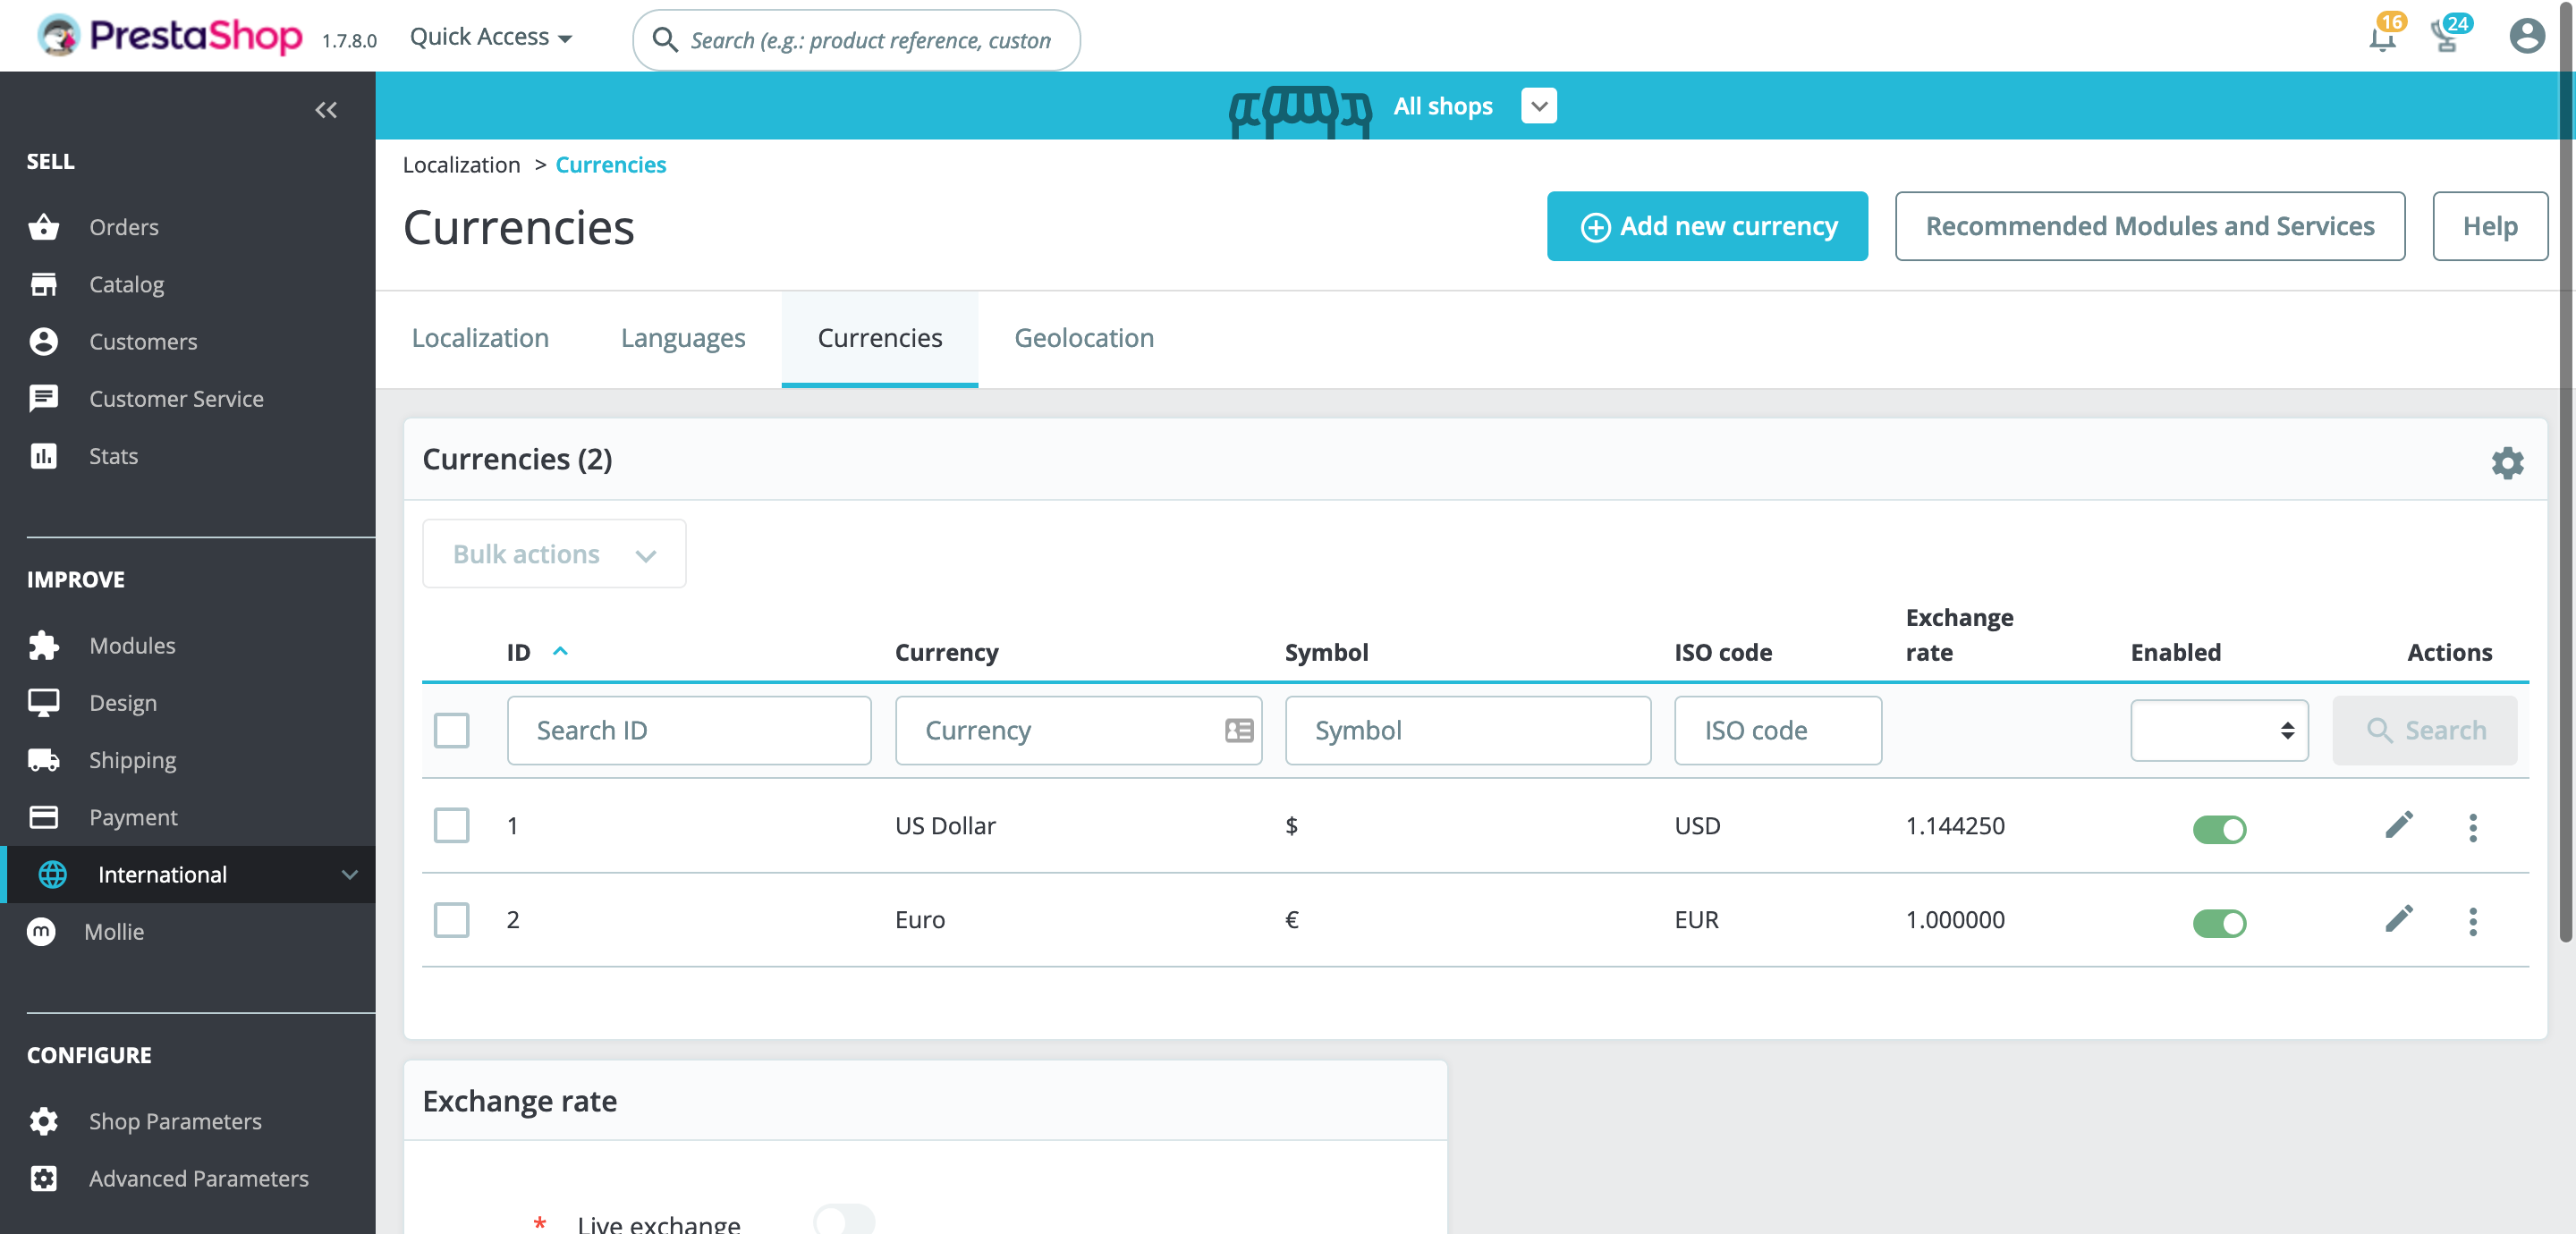 PrestaShop 1.7.8.0 Quick Access Search (e.g.: product reference, custon 16 24
All shops
Localization > Currencies
Currencies
Add new currency Recommended Modules and Services Help
Localization Languages Currencies Geolocation
SELL
Orders
Catalog
Customers
Customer Service
Stats
IMPROVE
Modules
Design
Shipping
Payment
International
m Mollie
CONFIGURE
Shop Parameters
Advanced Parameters
Currencies (2)
Bulk actions
ID Currency Symbol ISO code Exchange rate Enabled Actions
Search ID Currency Symbol ISO code Search
1 US Dollar $ USD 1.144250
2 Euro € EUR 1.000000
Exchange rate
* Live exchange